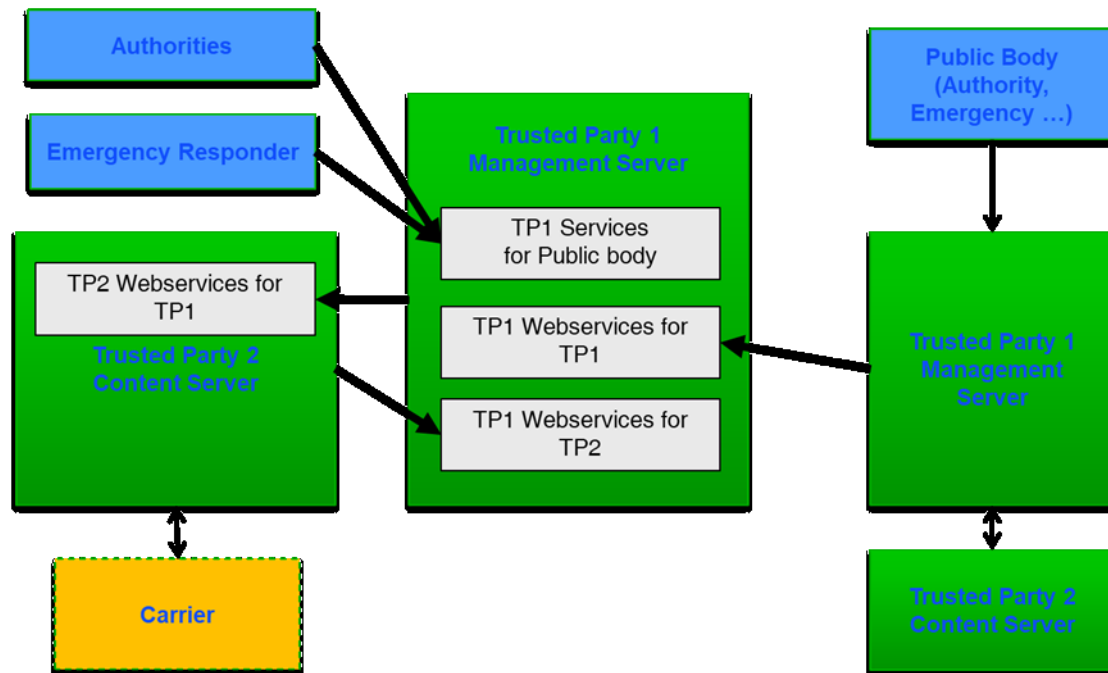 Authorities
Emergency Responder
Trusted Party 1
Management Server
TP1 Services
for Public body
TP1 Webservices for
TP1
TP1 Webservices for
TP2
TP2 Webservices for
TP1
Trusted Party 2
Content Server
Carrier
Public Body
(Authority,
Emergency …)
Trusted Party 1
Management
Server
Trusted Party 2
Content Server